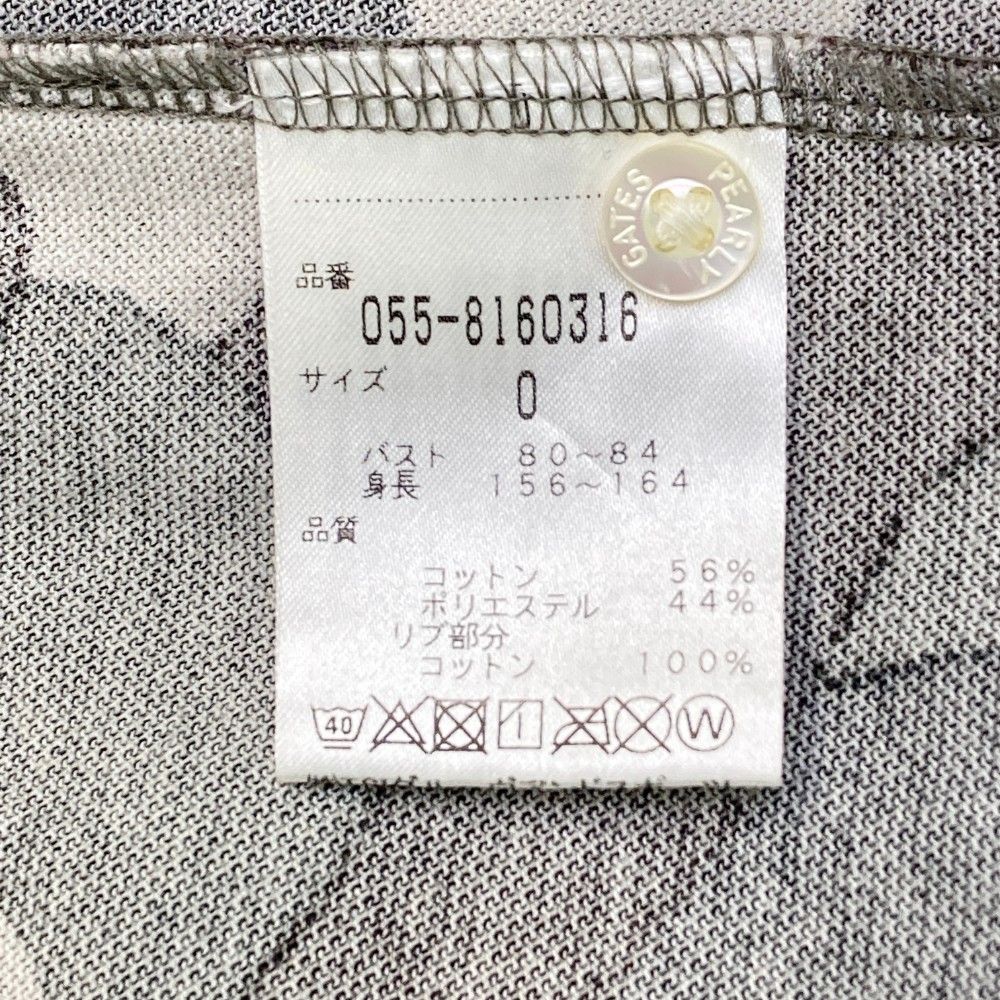 PEARLY GATES
品番
055-8160316
サイズ 0
バスト 80～84
身長 156～164
品質
コットン 56%
ポリエステル 44%
リブ部分
コットン 100%
40 W